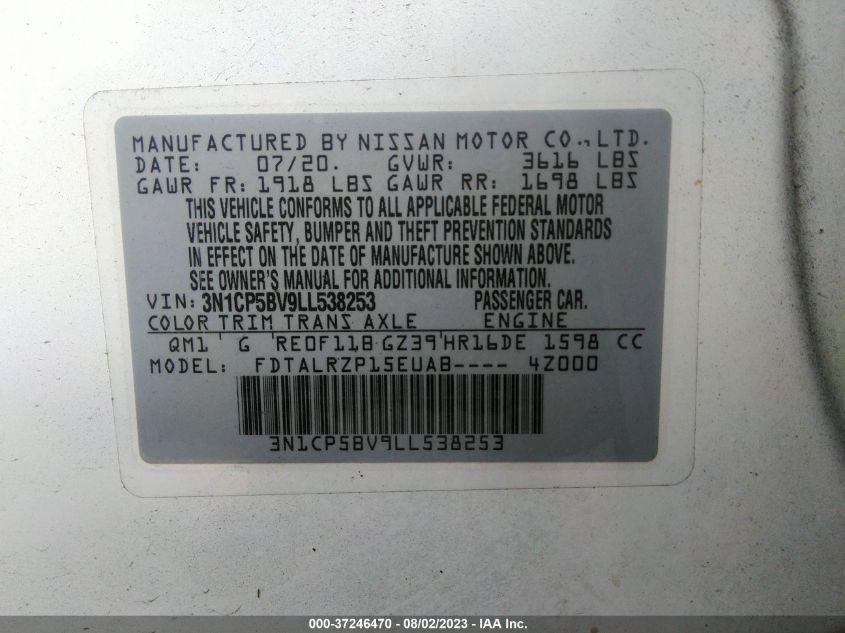 MANUFACTURED BY NISSAN MOTOR CO., LTD.
DATE: 07/20. GVWR: 3616 LBS
GAWR FR: 1918 LBS GAWR RR: 1698 LBS
THIS VEHICLE CONFORMS TO ALL APPLICABLE FEDERAL MOTOR
VEHICLE SAFETY, BUMPER AND THEFT PREVENTION STANDARDS
IN EFFECT ON THE DATE OF MANUFACTURE SHOWN ABOVE.
SEE OWNER'S MANUAL FOR ADDITIONAL INFORMATION.
VIN: 3N1CP5BV9LL538253 PASSENGER CAR.
COLOR TRIM TRANS AXLE ENGINE
QM1 ' G ' RE0F11B GZ39 ' HR16DE 1598 CC
MODEL: FDTALRZP15EUAB---- 4Z000
3N1CP5BV9LL538253
000-37246470 - 08/02/2023 - IAA Inc.